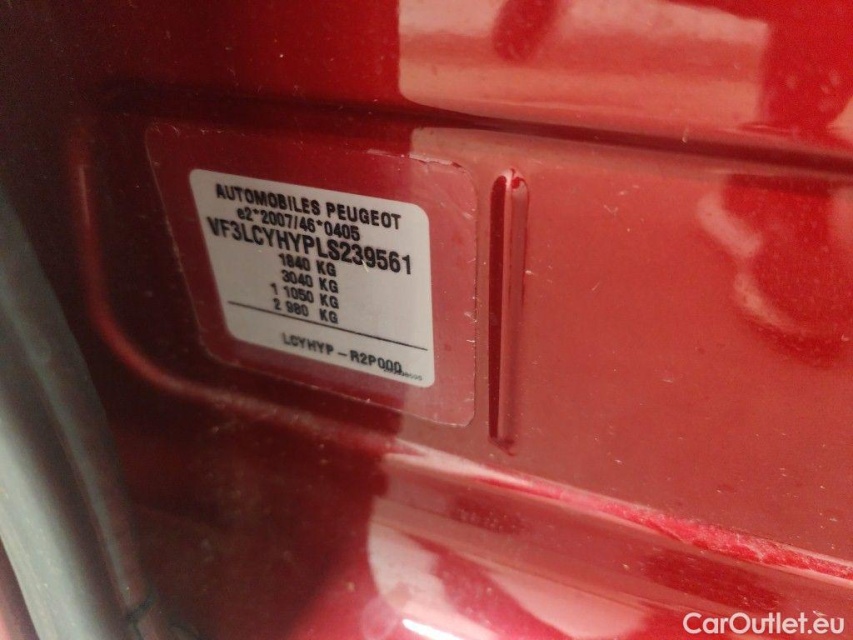 AUTOMOBILES PEUGEOT
e2*2007/46*0405
VF3LCYHYPLS239561
1840 KG
3040 KG
1 1050 KG
2 980 KG
LCYHYP-R2P000
CarOutlet.eu